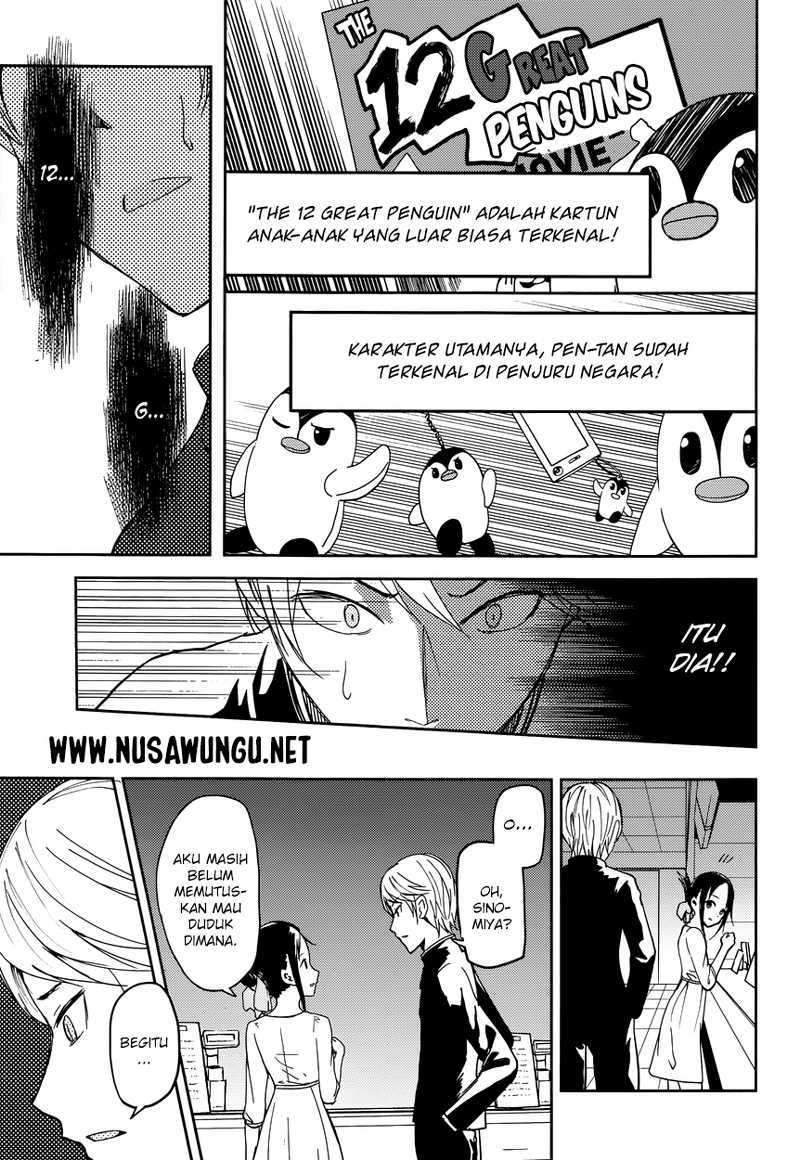 THE
12 GREAT
PENGUINS
MOVIE
"THE 12 GREAT PENGUIN" ADALAH KARTUN
ANAK-ANAK YANG LUAR BIASA TERKENAL!
KARAKTER UTAMANYA, PEN-TAN SUDAH
TERKENAL DI PENJURU NEGARA!
12...
G...
ITU
DIA!!
WWW.NUSAWUNGU.NET
O...
OH,
SINO-
MIYA?
AKU MASIH
BELUM
MEMUTUS-
KAN MAU
DUDUK
DIMANA.
BEGITU
...